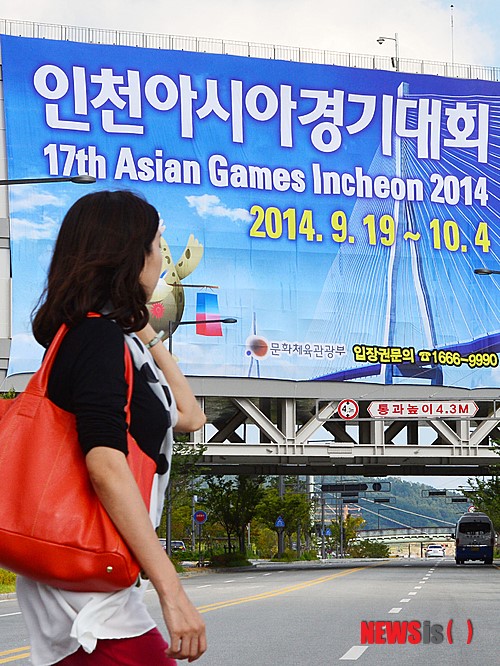 인천아시아경기대회
17th Asian Games Incheon 2014
2014. 9. 19 ~ 10. 4
문화체육관광부
입장권문의 ☎1666-9990
통과높이 4.3M
NEWSis( )